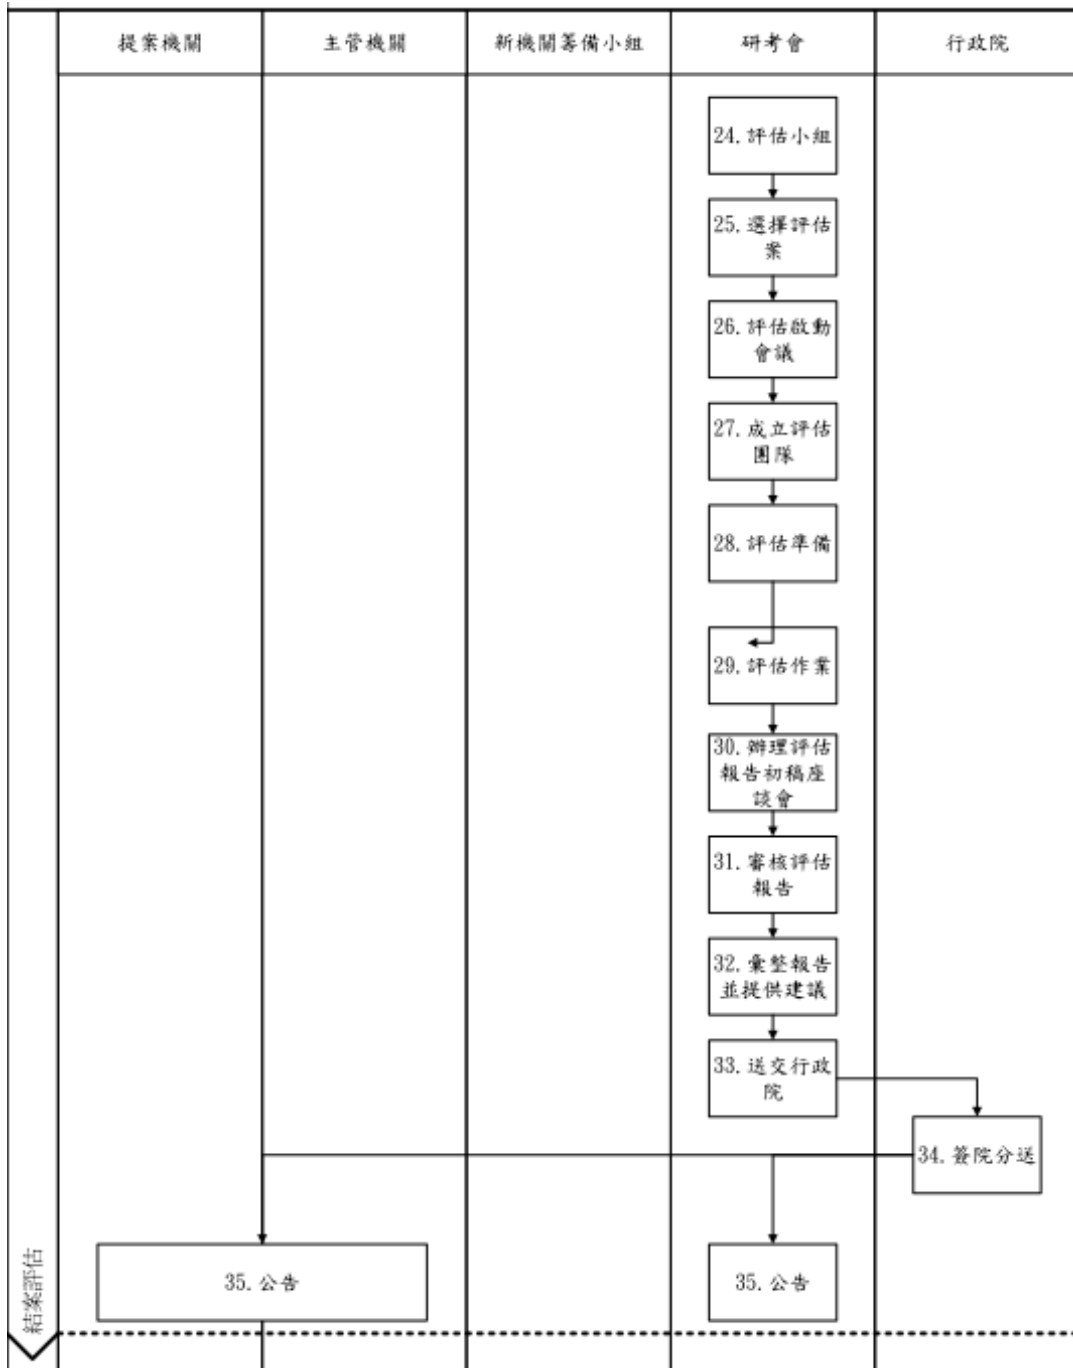 提案機關
主管機關
新機關籌備小組
研考會
行政院
24. 評估小組
25. 選擇評估
案
26. 評估啟動
會議
27. 成立評估
團隊
28. 評估準備
29. 評估作業
30. 辦理評估
報告初稿座
談會
31. 審核評估
報告
32. 彙整報告
並提供建議
33. 送交行政
院
34. 簽院分送
35. 公告
35. 公告
結案評估